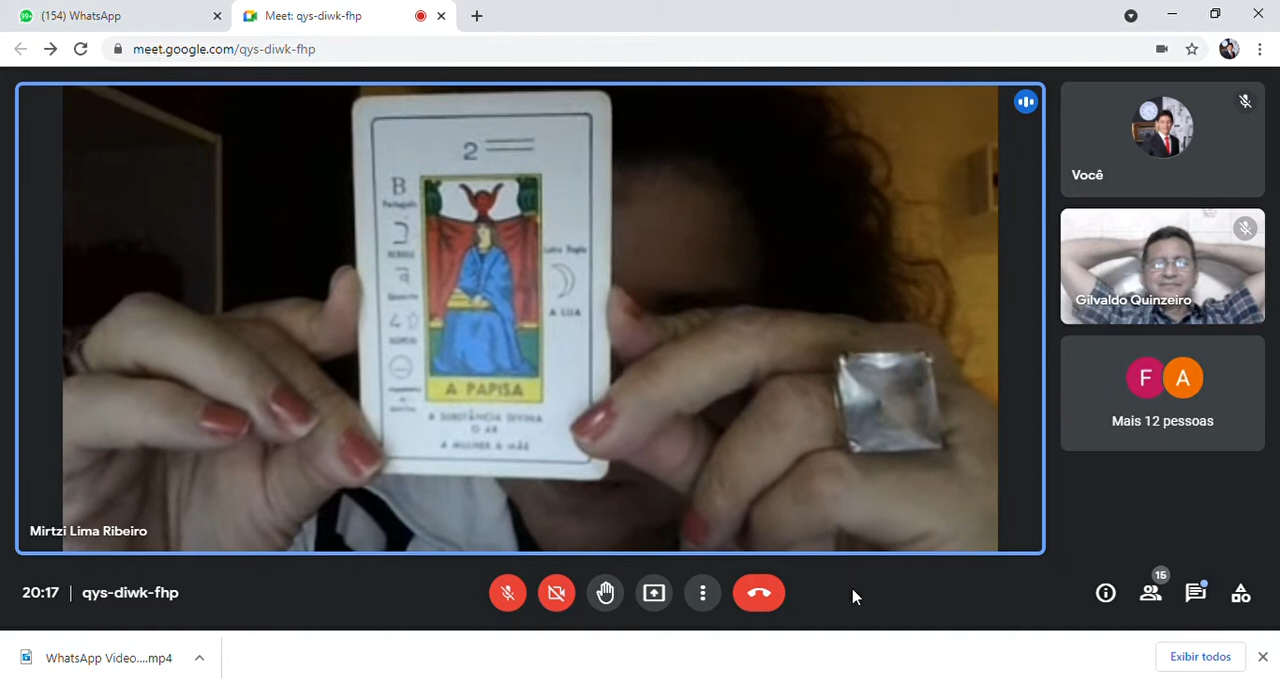 (154) WhatsApp
Meet: qys-diwk-fhp
meet.google.com/qys-diwk-fhp
2
B
Português
A LUA
A PAPISA
A SUBSTÂNCIA DIVINA
O AR
A MULHER A MÃE
Mirtzi Lima Ribeiro
Você
Gilvaldo Quinzeiro
F
A
Mais 12 pessoas
20:17
qys-diwk-fhp
15
WhatsApp Video....mp4
Exibir todos